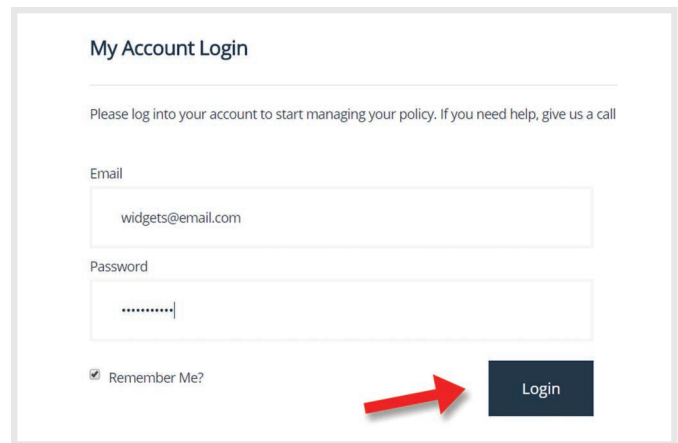 My Account Login
Please log into your account to start managing your policy. If you need help, give us a call
Email
widgets@email.com
Password
•••••••••••
Remember Me?
Login